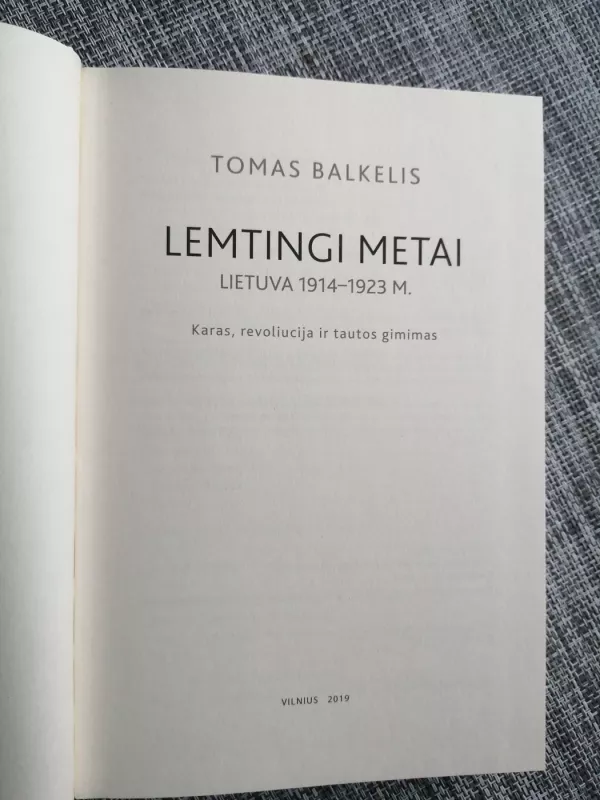 TOMAS BALKELIS
LEMTINGI METAI
LIETUVA 1914–1923 M.
Karas, revoliucija ir tautos gimimas
VILNIUS 2019